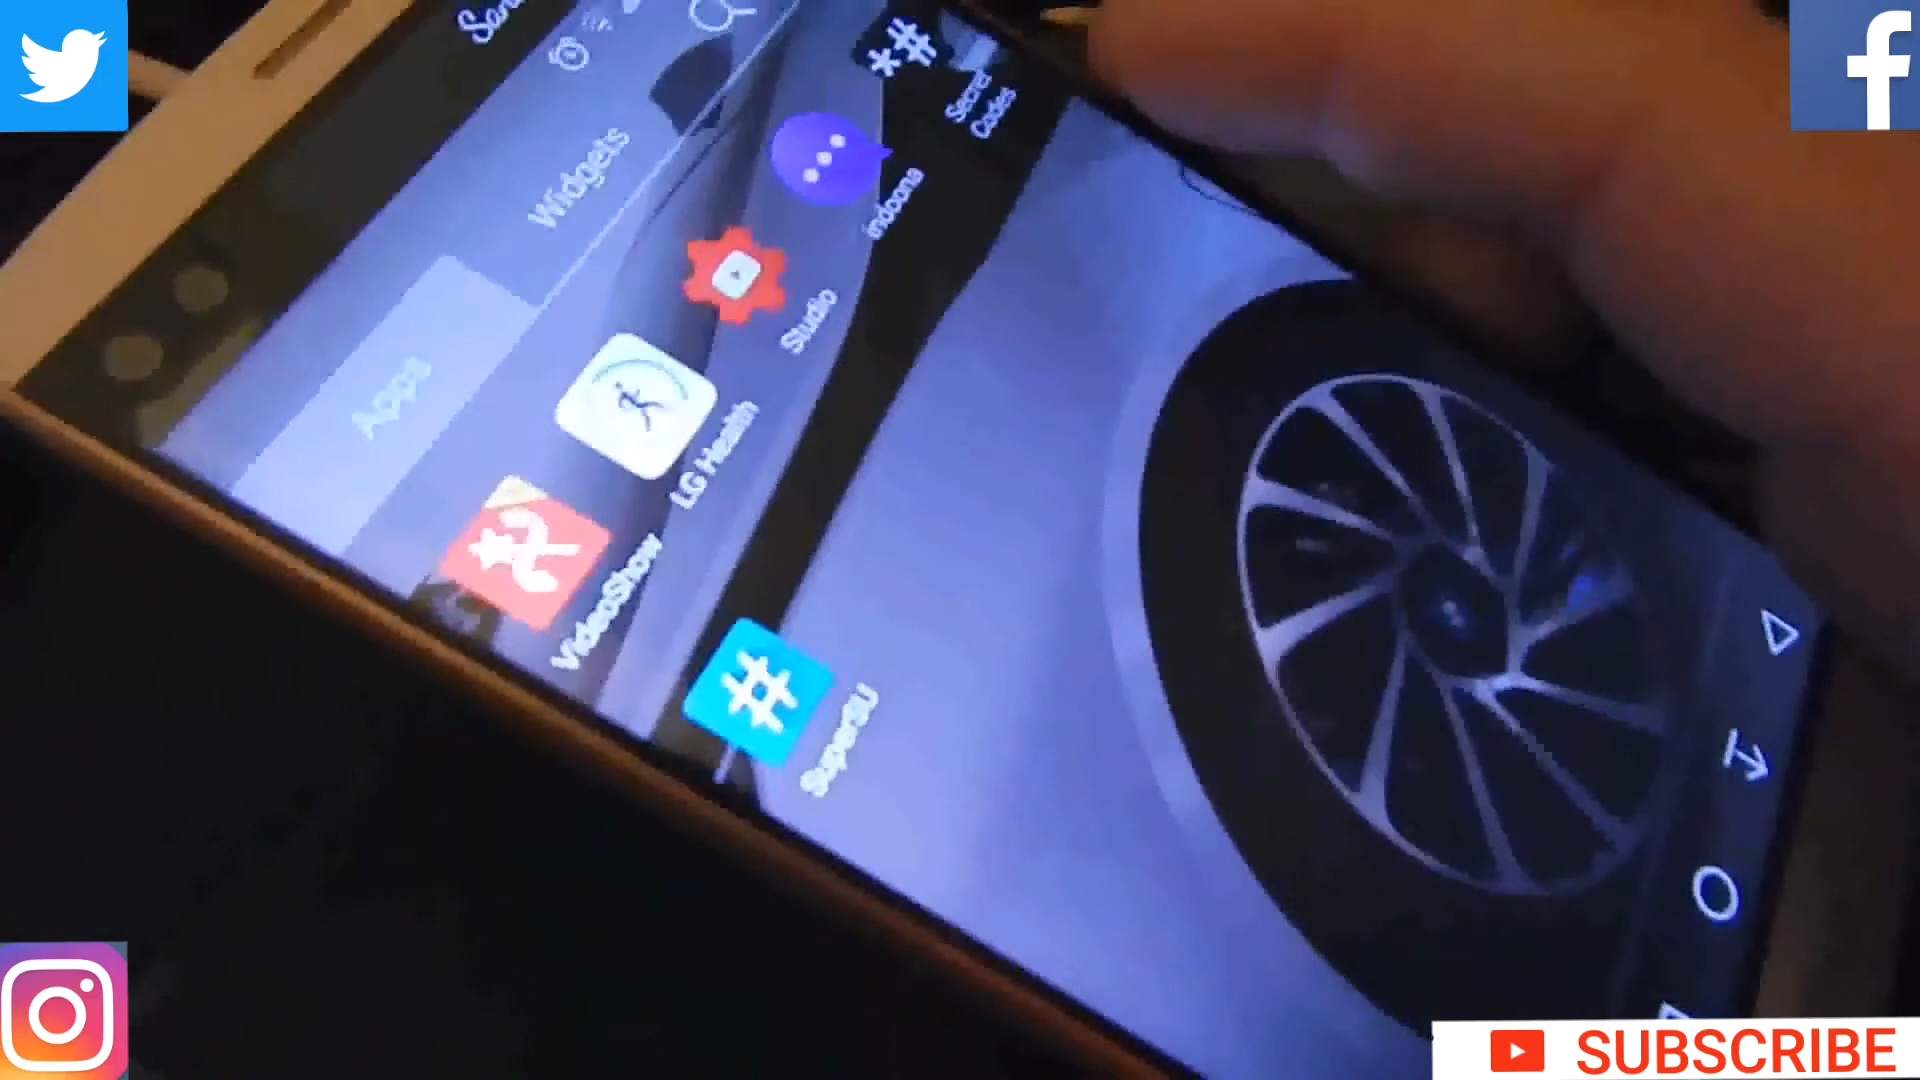 Widgets
Apps
*#
Secret
Codes
indoona
Studio
LG Health
VideoShow
#
SuperSU
SUBSCRIBE